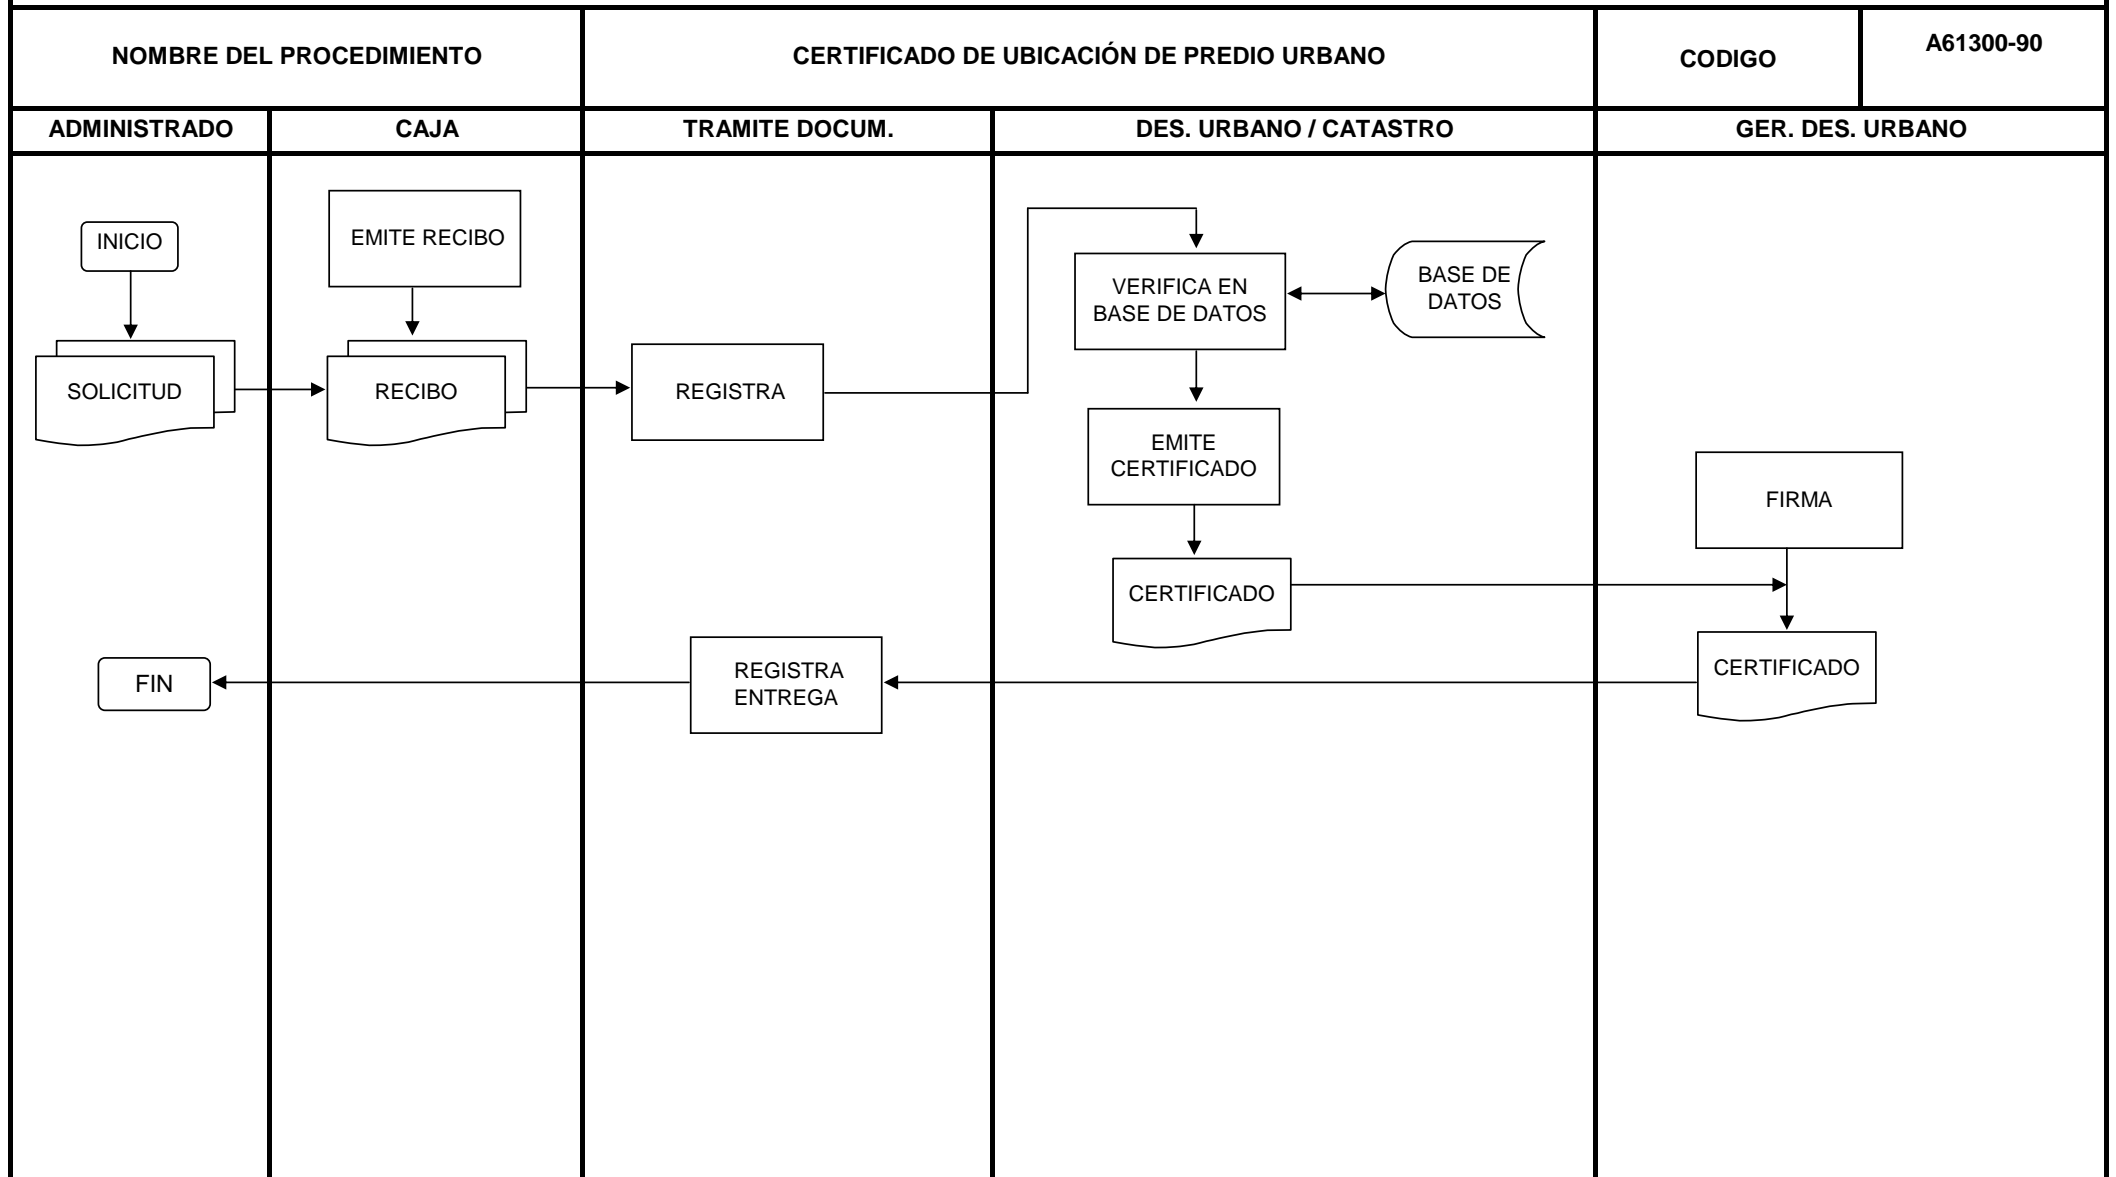 NOMBRE DEL PROCEDIMIENTO
CERTIFICADO DE UBICACIÓN DE PREDIO URBANO
CODIGO
A61300-90
ADMINISTRADO
CAJA
TRAMITE DOCUM.
DES. URBANO / CATASTRO
GER. DES. URBANO
INICIO
SOLICITUD
EMITE RECIBO
RECIBO
REGISTRA
VERIFICA EN
BASE DE DATOS
BASE DE
DATOS
EMITE
CERTIFICADO
CERTIFICADO
FIRMA
CERTIFICADO
REGISTRA
ENTREGA
FIN